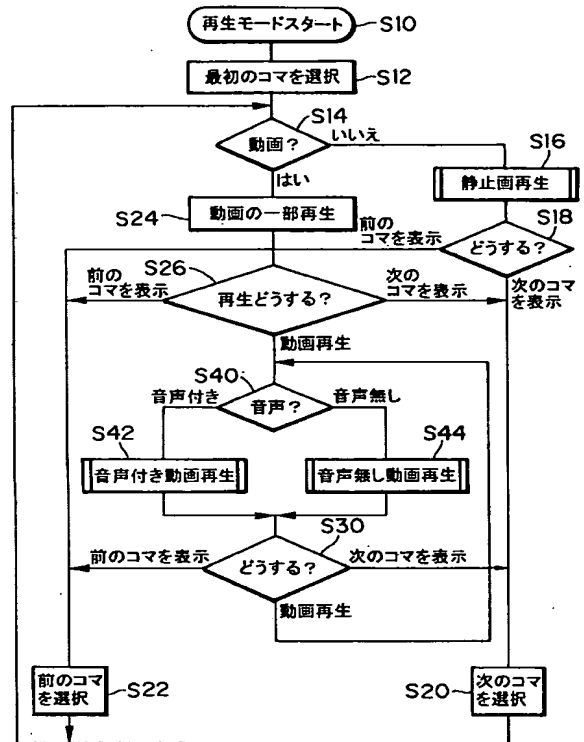 再生モードスタート
S10
最初のコマを選択
S12
S14
動画?
いいえ
はい
S16
静止画再生
S24
動画の一部再生
S18
どうする?
前の
コマを表示
次のコマ
を表示
S26
再生どうする?
前の
コマを表示
次の
コマを表示
動画再生
S40
音声?
音声付き
音声無し
S42
音声付き動画再生
S44
音声無し動画再生
S30
どうする?
前のコマを表示
次のコマを表示
動画再生
前のコマ
を選択
S22
S20
次のコマ
を選択